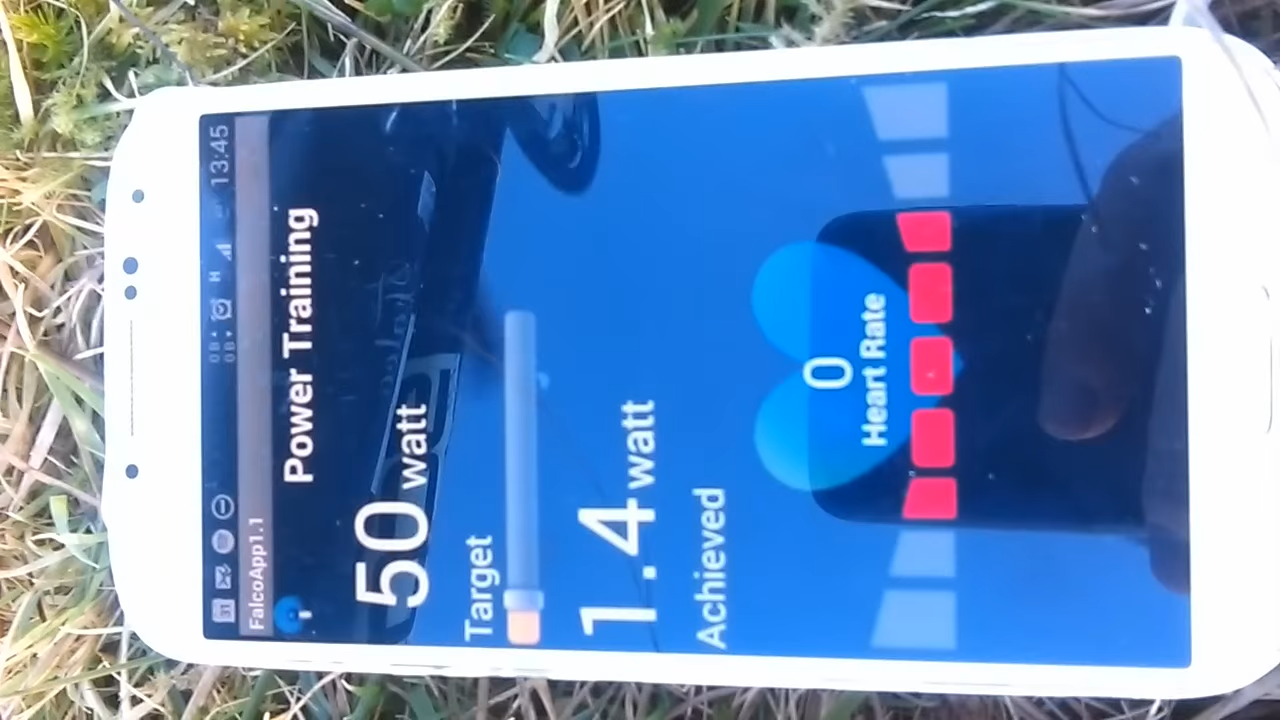 13:45
FalcoApp1.1
Power Training
50 watt
Target
1.4 watt
Achieved
0
Heart Rate